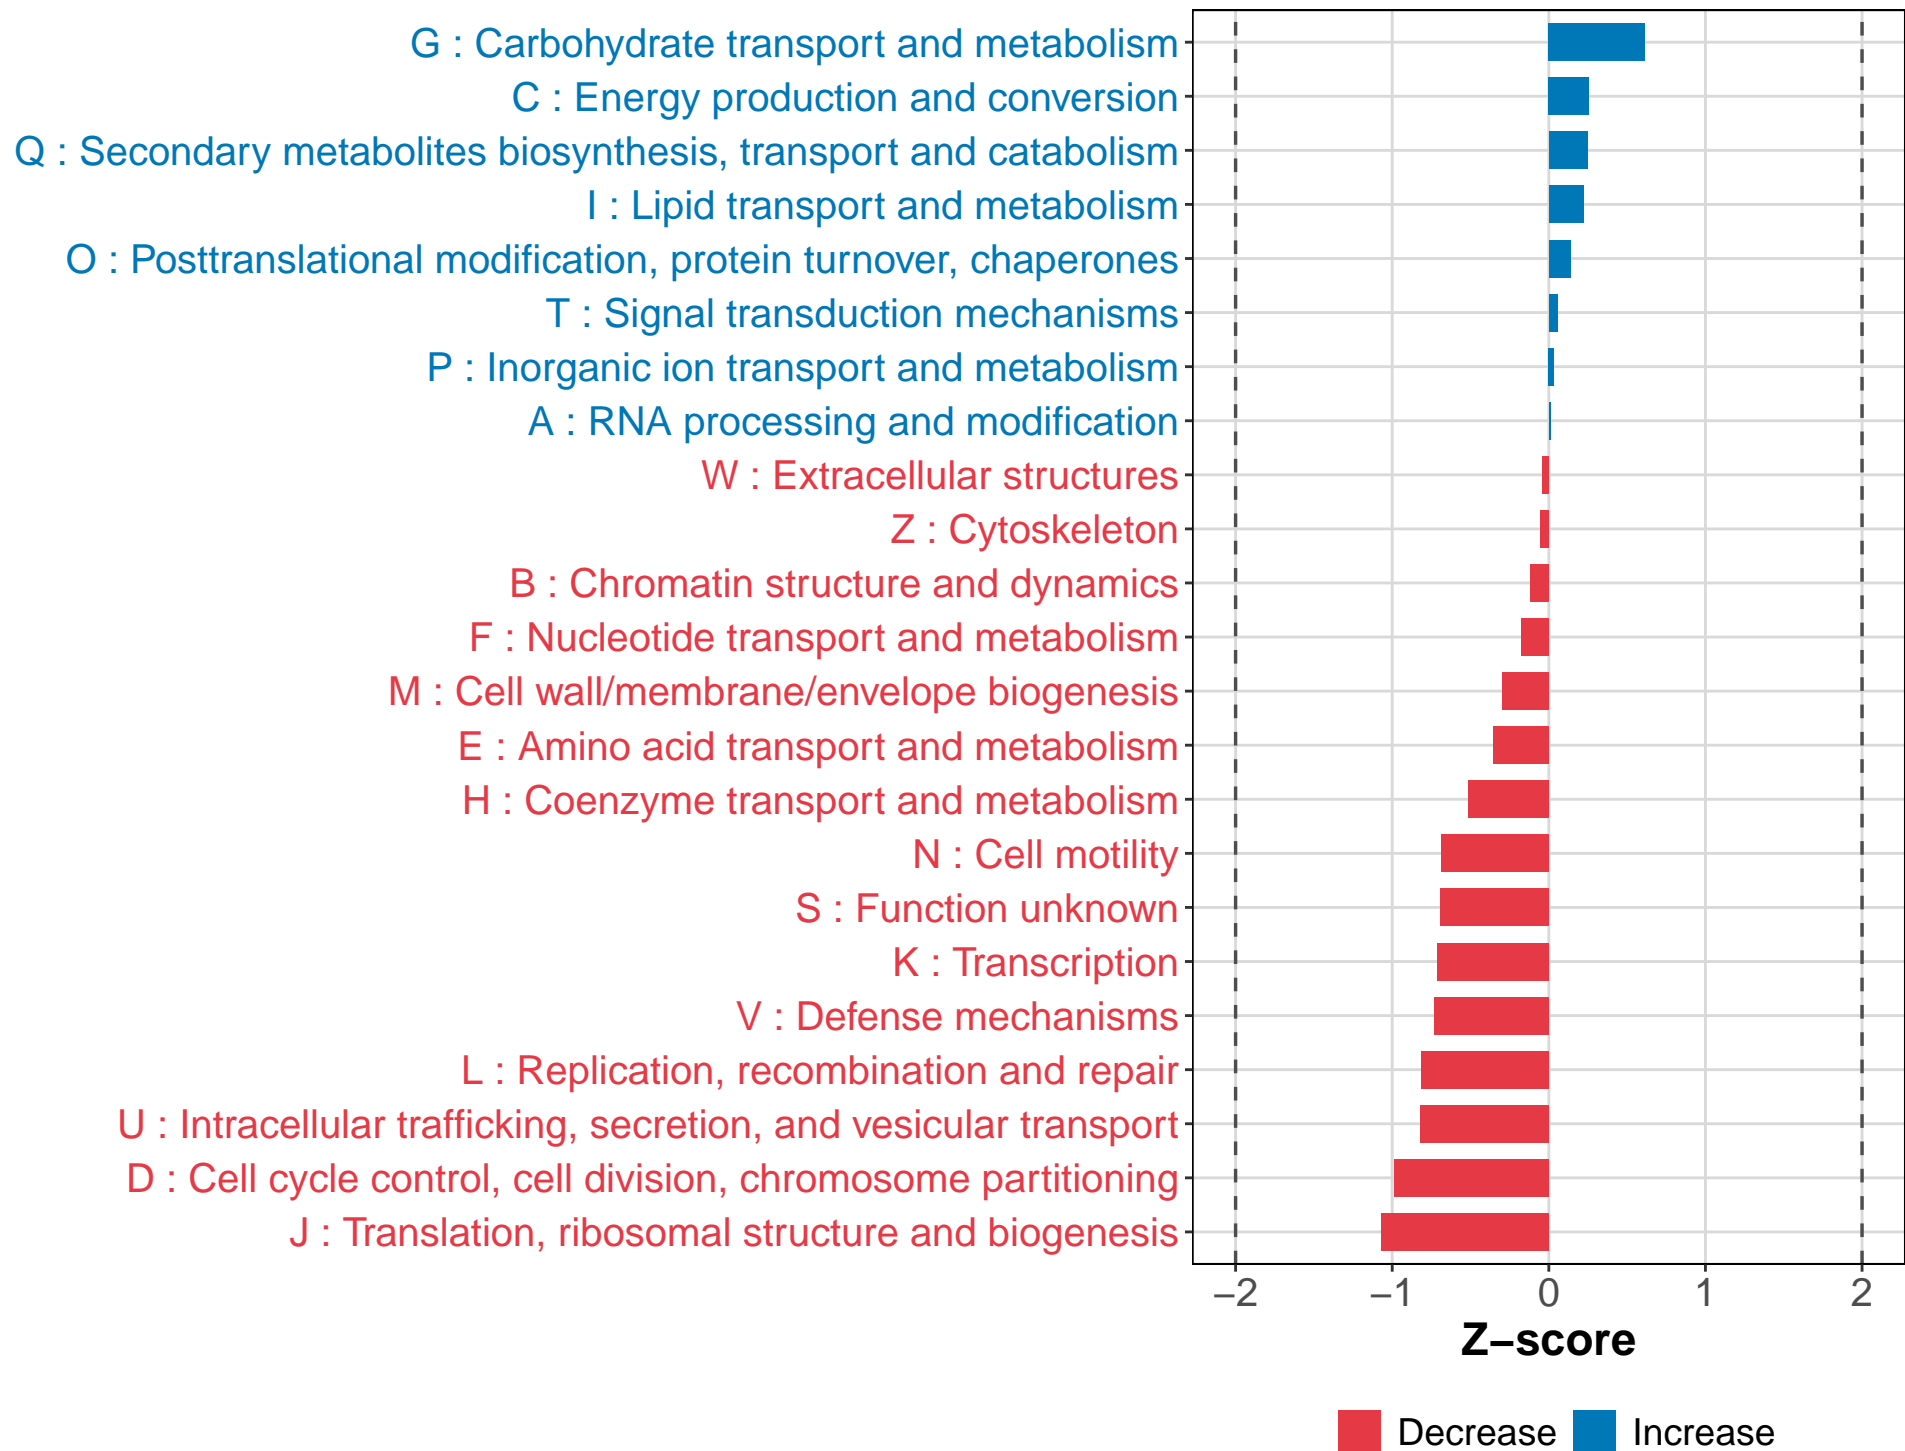 G : Carbohydrate transport and metabolism
C : Energy production and conversion
Q : Secondary metabolites biosynthesis, transport and catabolism
I : Lipid transport and metabolism
O : Posttranslational modification, protein turnover, chaperones
T : Signal transduction mechanisms
P : Inorganic ion transport and metabolism
A : RNA processing and modification
W : Extracellular structures
Z : Cytoskeleton
B : Chromatin structure and dynamics
F : Nucleotide transport and metabolism
M : Cell wall/membrane/envelope biogenesis
E : Amino acid transport and metabolism
H : Coenzyme transport and metabolism
N : Cell motility
S : Function unknown
K : Transcription
V : Defense mechanisms
L : Replication, recombination and repair
U : Intracellular trafficking, secretion, and vesicular transport
D : Cell cycle control, cell division, chromosome partitioning
J : Translation, ribosomal structure and biogenesis
−2 −1 0 1 2
Z−score
Decrease Increase